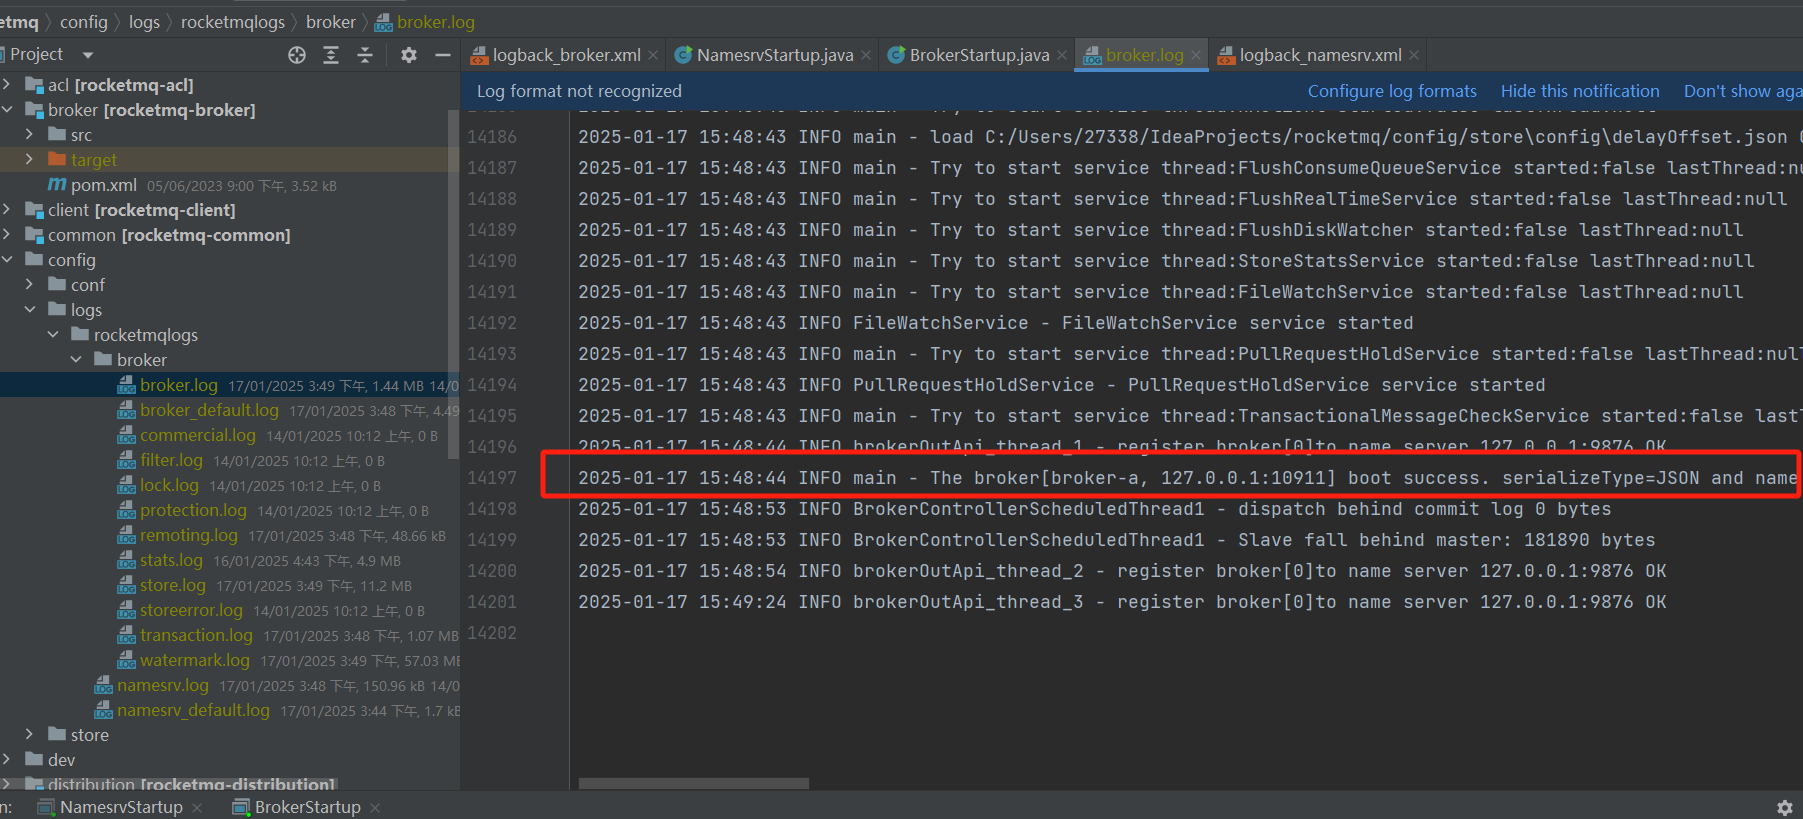 etmq › config › logs › rocketmqlogs › broker › broker.log
Project
logback_broker.xml
NamesrvStartup.java
BrokerStartup.java
broker.log
logback_namesrv.xml
Log format not recognized
Configure log formats
Hide this notification
Don't show aga
acl [rocketmq-acl]
broker [rocketmq-broker]
src
target
pom.xml 05/06/2023 9:00 下午, 3.52 kB
client [rocketmq-client]
common [rocketmq-common]
config
conf
logs
rocketmqlogs
broker
broker.log 17/01/2025 3:49 下午, 1.44 MB 14/0
broker_default.log 17/01/2025 3:48 下午, 4.49
commercial.log 14/01/2025 10:12 上午, 0 B
filter.log 14/01/2025 10:12 上午, 0 B
lock.log 14/01/2025 10:12 上午, 0 B
protection.log 14/01/2025 10:12 上午, 0 B
remoting.log 17/01/2025 3:48 下午, 48.66 kB
stats.log 16/01/2025 4:43 下午, 4.9 MB
store.log 17/01/2025 3:49 下午, 11.2 MB
storeerror.log 14/01/2025 10:12 上午, 0 B
transaction.log 17/01/2025 3:48 下午, 1.07 MB
watermark.log 17/01/2025 3:49 下午, 57.03 ME
namesrv.log 17/01/2025 3:48 下午, 150.96 kB 14/0
namesrv_default.log 17/01/2025 3:44 下午, 1.7 kB
store
dev
distribution [rocketmq-distribution]
14186 2025-01-17 15:48:43 INFO main - load C:/Users/27338/IdeaProjects/rocketmq/config/store\config\delayOffset.json
14187 2025-01-17 15:48:43 INFO main - Try to start service thread:FlushConsumeQueueService started:false lastThread:nu
14188 2025-01-17 15:48:43 INFO main - Try to start service thread:FlushRealTimeService started:false lastThread:null
14189 2025-01-17 15:48:43 INFO main - Try to start service thread:FlushDiskWatcher started:false lastThread:null
14190 2025-01-17 15:48:43 INFO main - Try to start service thread:StoreStatsService started:false lastThread:null
14191 2025-01-17 15:48:43 INFO main - Try to start service thread:FileWatchService started:false lastThread:null
14192 2025-01-17 15:48:43 INFO FileWatchService - FileWatchService service started
14193 2025-01-17 15:48:43 INFO main - Try to start service thread:PullRequestHoldService started:false lastThread:nul
14194 2025-01-17 15:48:43 INFO PullRequestHoldService - PullRequestHoldService service started
14195 2025-01-17 15:48:43 INFO main - Try to start service thread:TransactionalMessageCheckService started:false lastT
14196 2025-01-17 15:48:44 INFO brokerOutApi_thread_1 - register broker[0]to name server 127.0.0.1:9876 OK
14197 2025-01-17 15:48:44 INFO main - The broker[broker-a, 127.0.0.1:10911] boot success. serializeType=JSON and name
14198 2025-01-17 15:48:53 INFO BrokerControllerScheduledThread1 - dispatch behind commit log 0 bytes
14199 2025-01-17 15:48:53 INFO BrokerControllerScheduledThread1 - Slave fall behind master: 181890 bytes
14200 2025-01-17 15:48:54 INFO brokerOutApi_thread_2 - register broker[0]to name server 127.0.0.1:9876 OK
14201 2025-01-17 15:49:24 INFO brokerOutApi_thread_3 - register broker[0]to name server 127.0.0.1:9876 OK
14202
n: NamesrvStartup BrokerStartup